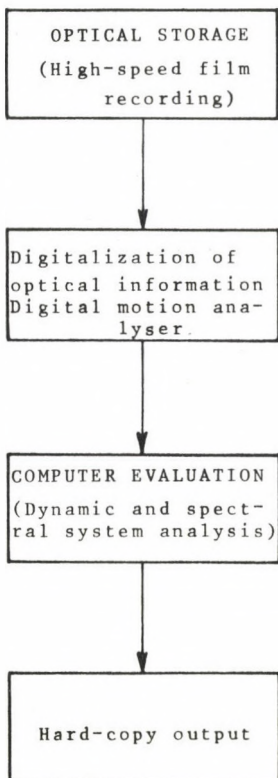 OPTICAL STORAGE
(High-speed film
recording)
Digitalization of
optical information
Digital motion ana-
lyser.
COMPUTER EVALUATION
(Dynamic and spect-
ral system analysis)
Hard-copy output